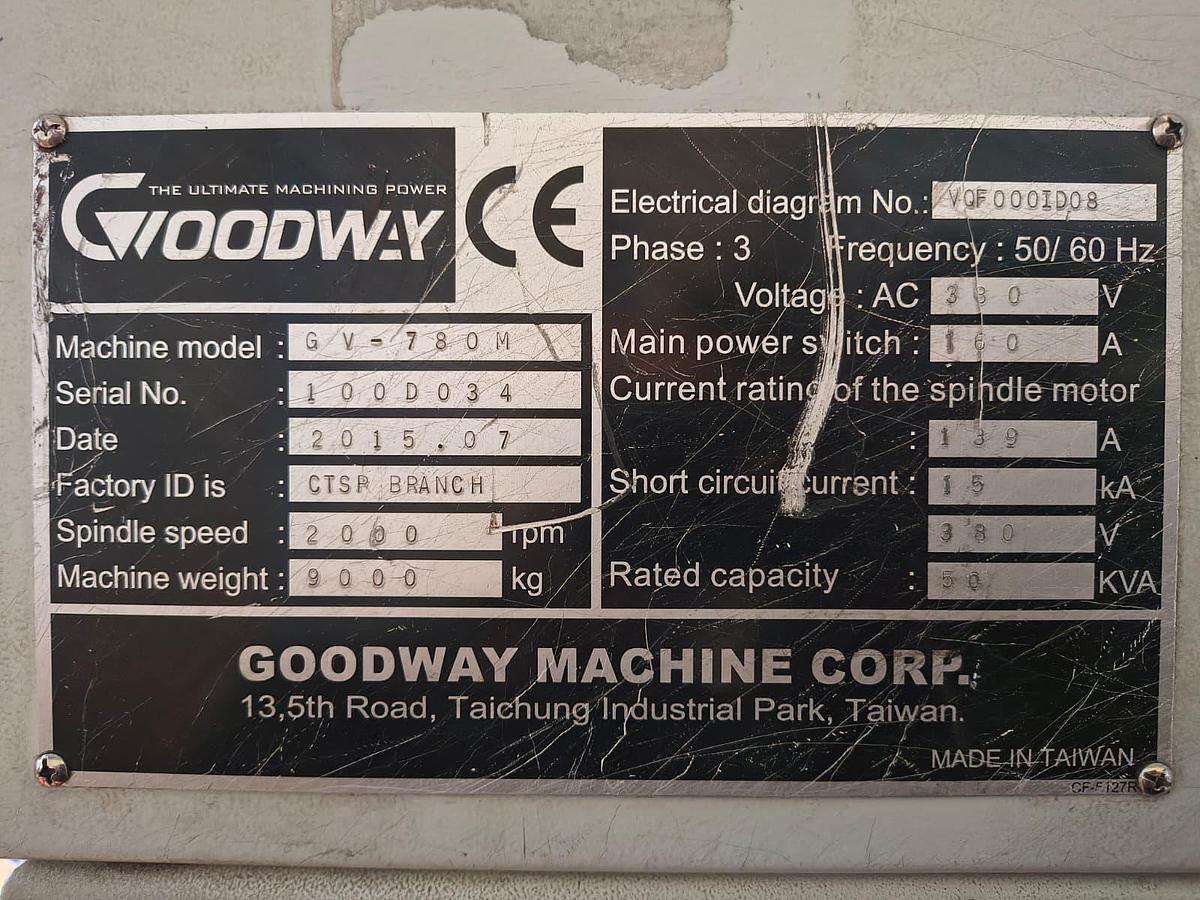 THE ULTIMATE MACHINING POWER
GOODWAY
CE
Machine model : GV-780M
Serial No. : 100D034
Date : 2015.07
Factory ID is : CTSP BRANCH
Spindle speed : 2000 rpm
Machine weight : 9000 kg
Electrical diagram No.: VQF000ID08
Phase : 3 Frequency : 50/ 60 Hz
Voltage : AC 380 V
Main power switch : 160 A
Current rating of the spindle motor
: 139 A
Short circuit current : 15 kA
380 V
Rated capacity : 50 KVA
GOODWAY MACHINE CORP.
13,5th Road, Taichung Industrial Park, Taiwan.
MADE IN TAIWAN